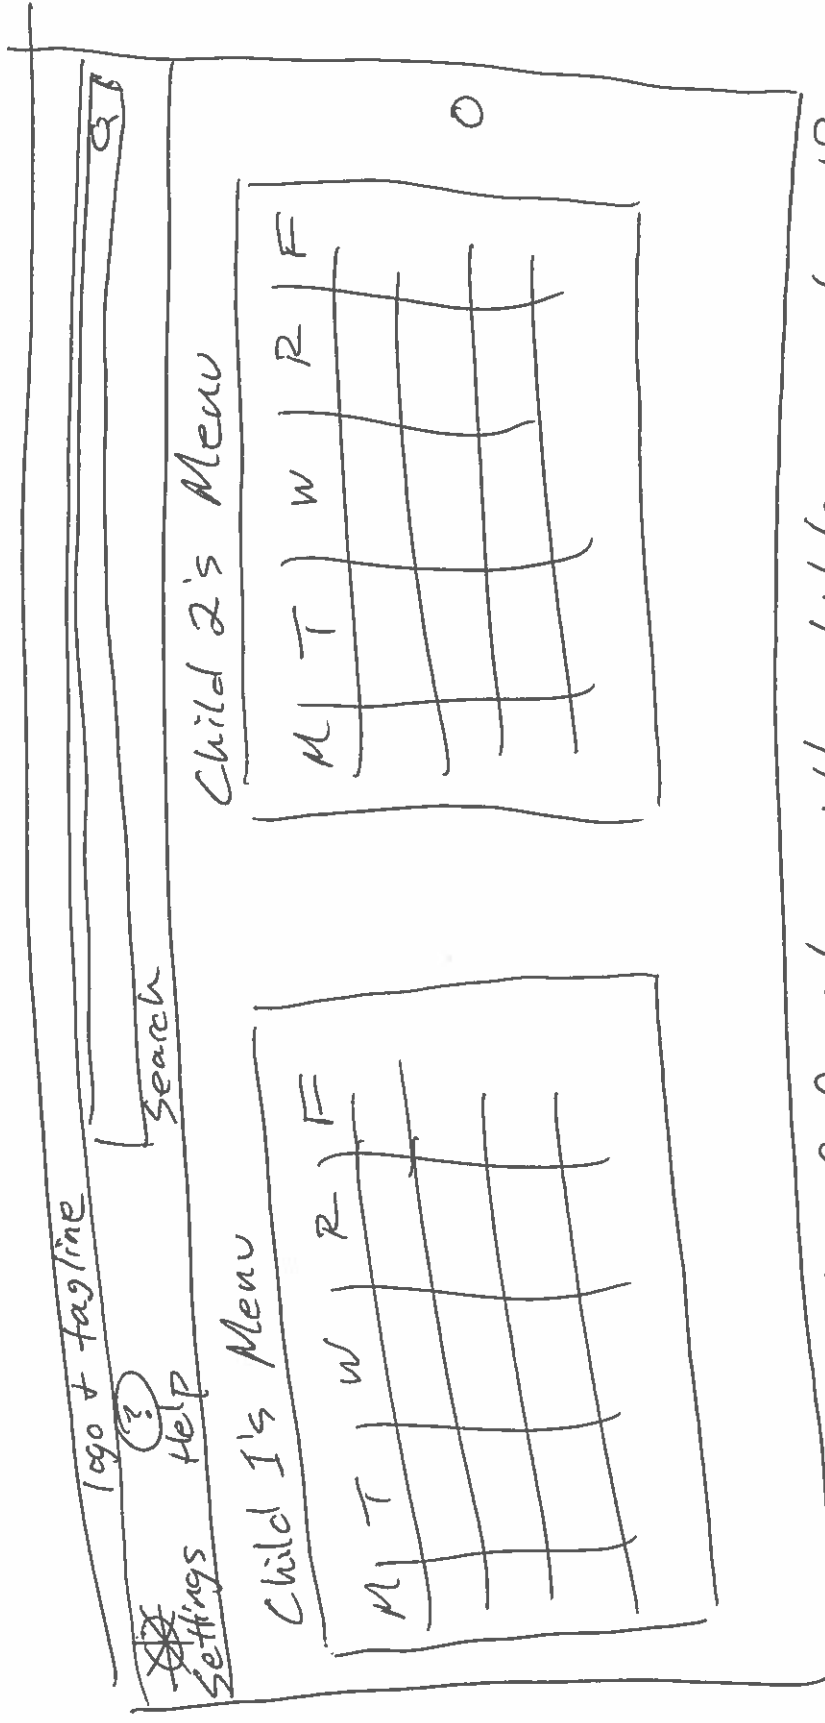 logo + tagline
Settings
? Help
Search
Child 1's Menu
M T W R F
Child 2's Menu
M T W R F